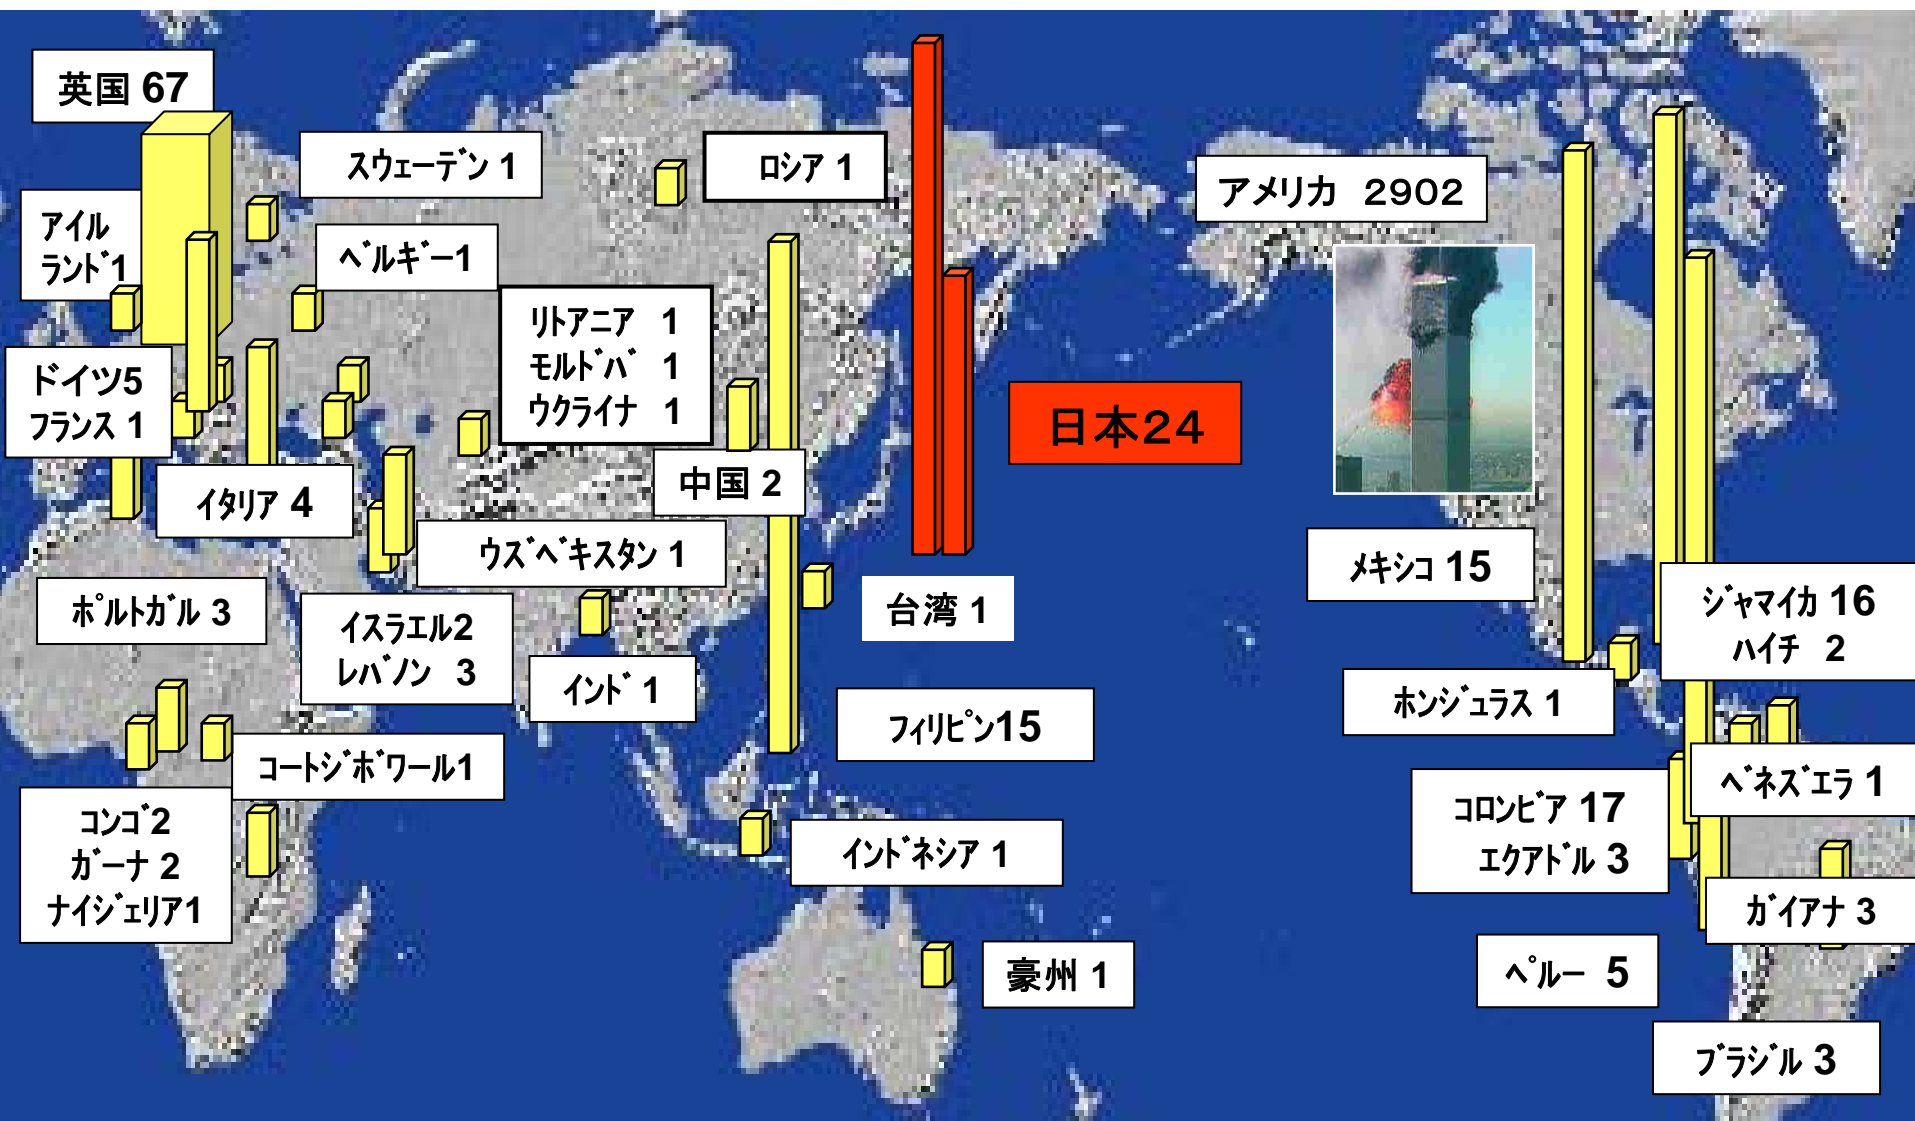 英国 67
スウェーデン 1
ロシア 1
アメリカ 2902
アイル
ランド1
ベルギー1
リトアニア 1
モルドバ 1
ウクライナ 1
ドイツ5
フランス 1
日本24
中国 2
イタリア 4
ウズベキスタン 1
メキシコ 15
ポルトガル 3
イスラエル2
レバノン 3
台湾 1
ジャマイカ 16
ハイチ 2
インド 1
フィリピン15
ホンジュラス 1
コートジボワール1
ベネズエラ 1
コンゴ2
ガーナ 2
ナイジェリア1
コロンビア 17
エクアドル 3
インドネシア 1
ガイアナ 3
豪州 1
ペルー 5
ブラジル 3